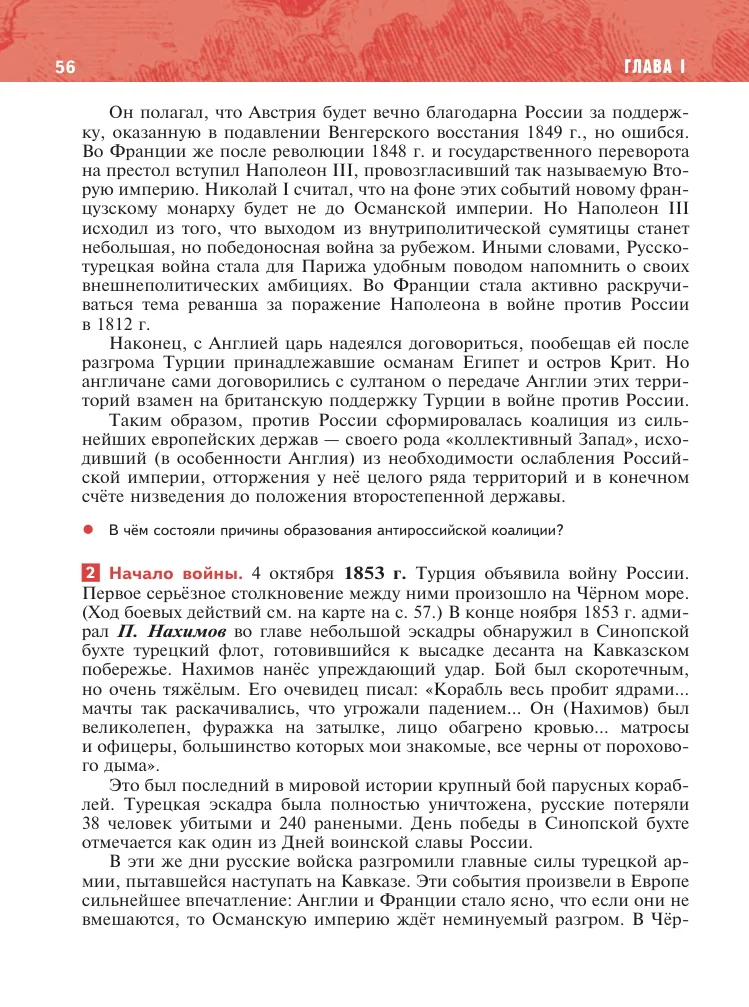 56
ГЛАВА I
Он полагал, что Австрия будет вечно благодарна России за поддерж-
ку, оказанную в подавлении Венгерского восстания 1849 г., но ошибся.
Во Франции же после революции 1848 г. и государственного переворота
на престол вступил Наполеон III, провозгласивший так называемую Вто-
рую империю. Николай I считал, что на фоне этих событий новому фран-
цузскому монарху будет не до Османской империи. Но Наполеон III
исходил из того, что выходом из внутриполитической сумятицы станет
небольшая, но победоносная война за рубежом. Иными словами, Русско-
турецкая война стала для Парижа удобным поводом напомнить о своих
внешнеполитических амбициях. Во Франции стала активно раскручи-
ваться тема реванша за поражение Наполеона в войне против России
в 1812 г.
Наконец, с Англией царь надеялся договориться, пообещав ей после
разгрома Турции принадлежавшие османам Египет и остров Крит. Но
англичане сами договорились с султаном о передаче Англии этих терри-
торий взамен на британскую поддержку Турции в войне против России.
Таким образом, против России сформировалась коалиция из силь-
нейших европейских держав — своего рода «коллективный Запад», исхо-
дивший (в особенности Англия) из необходимости ослабления Россий-
ской империи, отторжения у неё целого ряда территорий и в конечном
счёте низведения до положения второстепенной державы.
● В чём состояли причины образования антироссийской коалиции?
2 Начало войны. 4 октября 1853 г. Турция объявила войну России.
Первое серьёзное столкновение между ними произошло на Чёрном море.
(Ход боевых действий см. на карте на с. 57.) В конце ноября 1853 г. адми-
рал П. Нахимов во главе небольшой эскадры обнаружил в Синопской
бухте турецкий флот, готовившийся к высадке десанта на Кавказском
побережье. Нахимов нанёс упреждающий удар. Бой был скоротечным,
но очень тяжёлым. Его очевидец писал: «Корабль весь пробит ядрами...
мачты так раскачивались, что угрожали падением... Он (Нахимов) был
великолепен, фуражка на затылке, лицо обагрено кровью... матросы
и офицеры, большинство которых мои знакомые, все черны от порохово-
го дыма».
Это был последний в мировой истории крупный бой парусных кораб-
лей. Турецкая эскадра была полностью уничтожена, русские потеряли
38 человек убитыми и 240 ранеными. День победы в Синопской бухте
отмечается как один из Дней воинской славы России.
В эти же дни русские войска разгромили главные силы турецкой ар-
мии, пытавшейся наступать на Кавказе. Эти события произвели в Европе
сильнейшее впечатление: Англии и Франции стало ясно, что если они не
вмешаются, то Османскую империю ждёт неминуемый разгром. В Чёр-